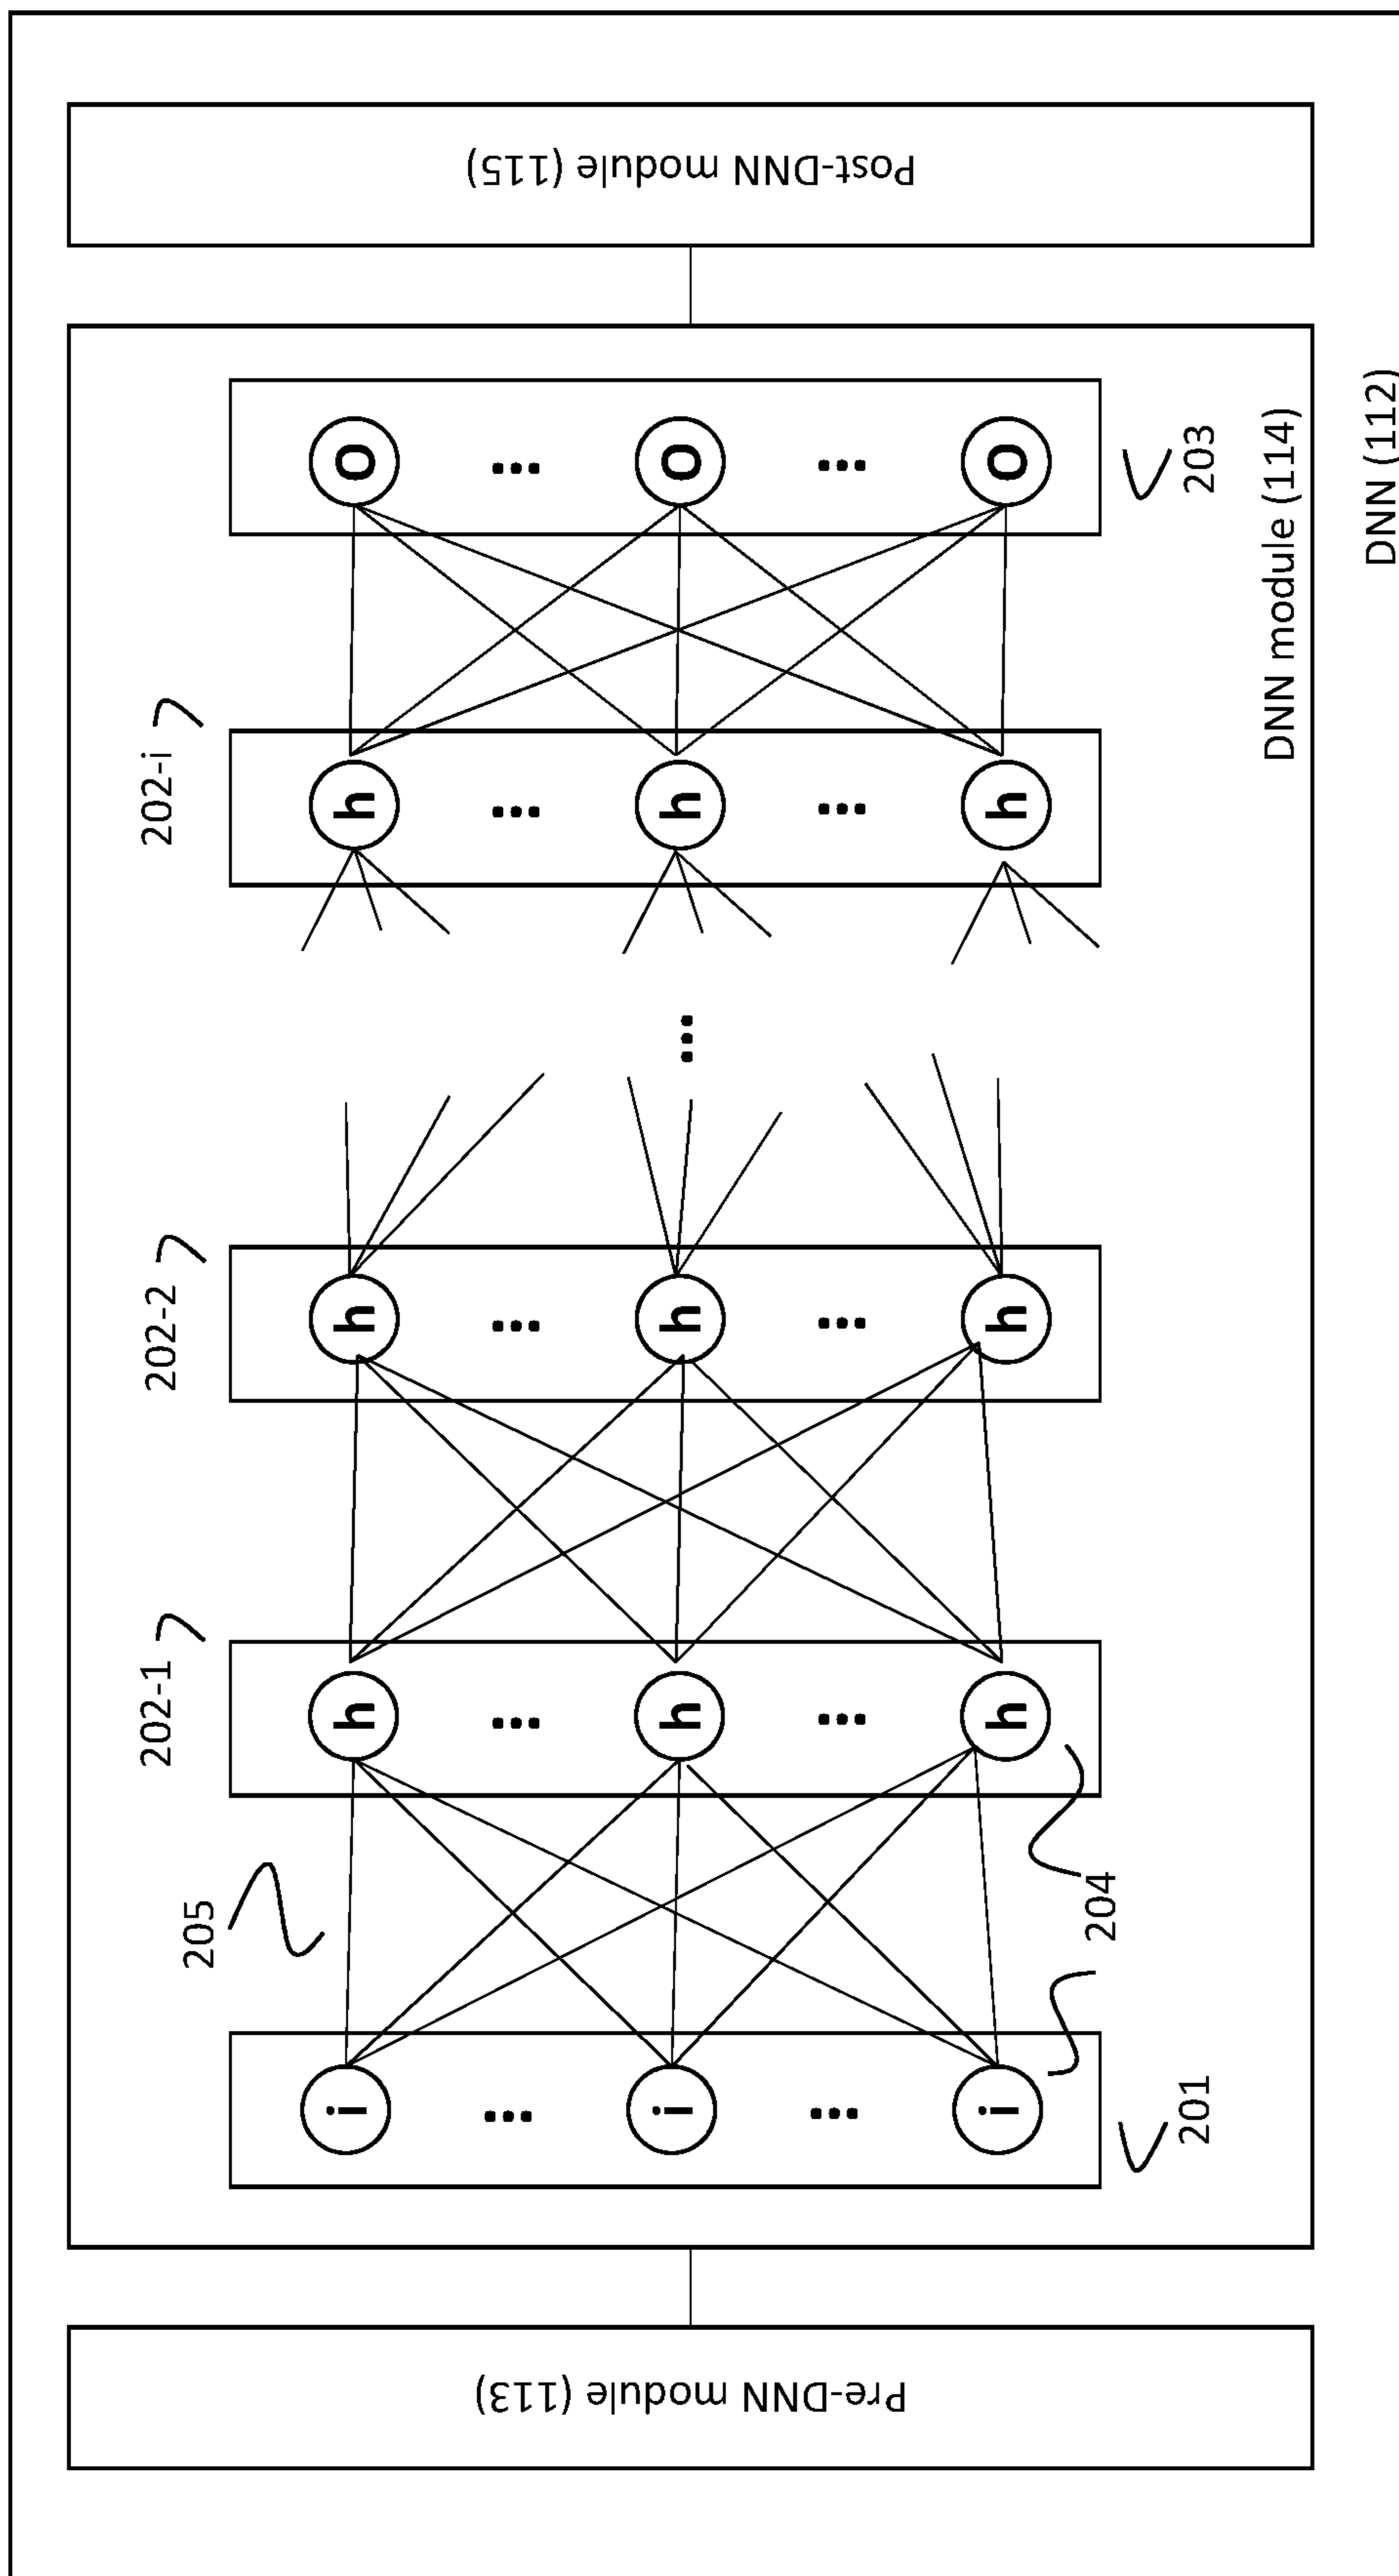 Pre-DNN module (113)
202-1
202-2
202-i
205
i
h
h
h
O
... ... ... ...
i
h
h
...
h
O
... ... ... ...
i
h
h
h
O
204
201
203
DNN module (114)
Post-DNN module (115)
DNN (112)